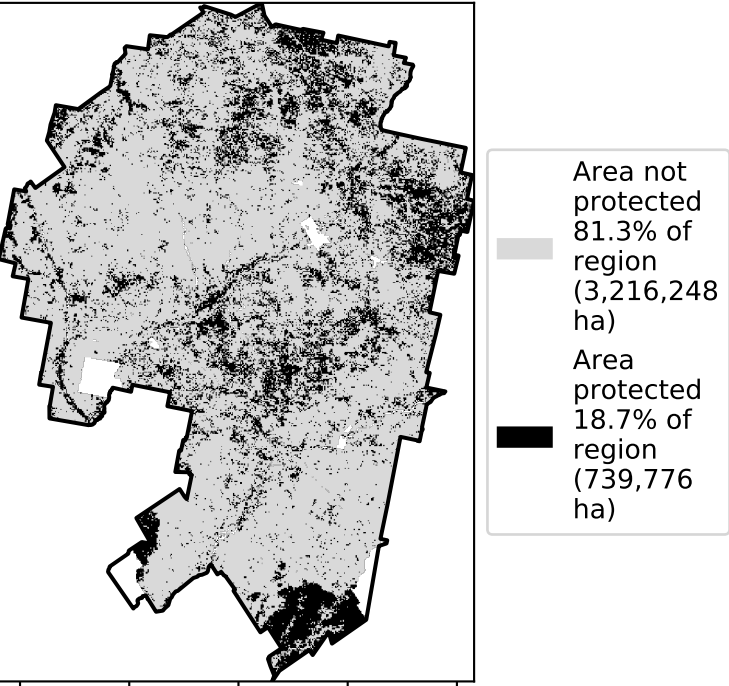 Area not
protected
81.3% of
region
(3,216,248
ha)
Area
protected
18.7% of
region
(739,776
ha)